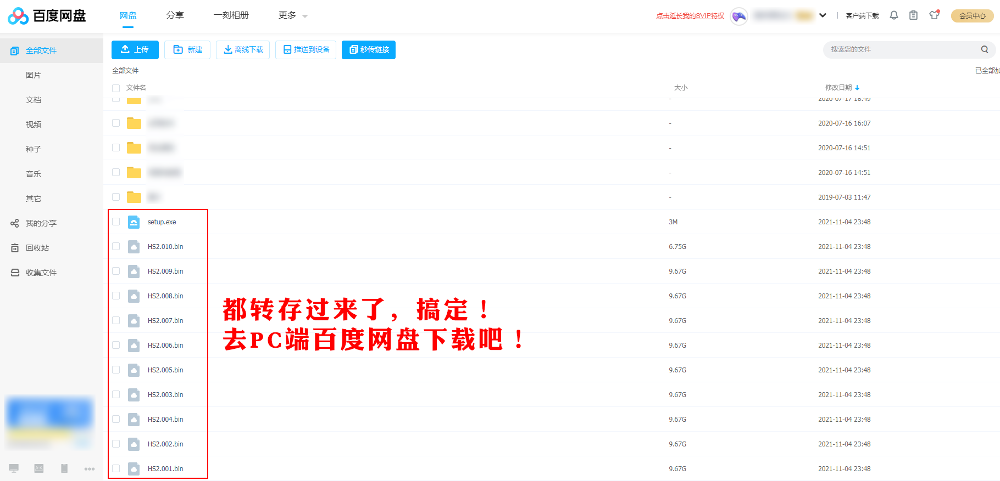 百度网盘
网盘 分享 一刻相册 更多
点击延长我的SVIP特权
客户端下载
会员中心
全部文件
图片
文档
视频
种子
音乐
其它
我的分享
回收站
收集文件
上传 新建 离线下载 推送到设备 秒传链接
搜索您的文件
全部文件
已全部加
文件名 大小 修改日期
- 2020-07-17 18:49
- 2020-07-16 16:07
- 2020-07-16 14:51
- 2020-07-16 14:51
- 2019-07-03 11:47
setup.exe 3M 2021-11-04 23:48
HS2.010.bin 6.75G 2021-11-04 23:48
HS2.009.bin 9.67G 2021-11-04 23:48
HS2.008.bin 9.67G 2021-11-04 23:48
HS2.007.bin 9.67G 2021-11-04 23:48
HS2.006.bin 9.67G 2021-11-04 23:48
HS2.005.bin 9.67G 2021-11-04 23:48
HS2.003.bin 9.67G 2021-11-04 23:48
HS2.004.bin 9.67G 2021-11-04 23:48
HS2.002.bin 9.67G 2021-11-04 23:48
HS2.001.bin 9.67G 2021-11-04 23:48
都转存过来了，搞定！
去PC端百度网盘下载吧！